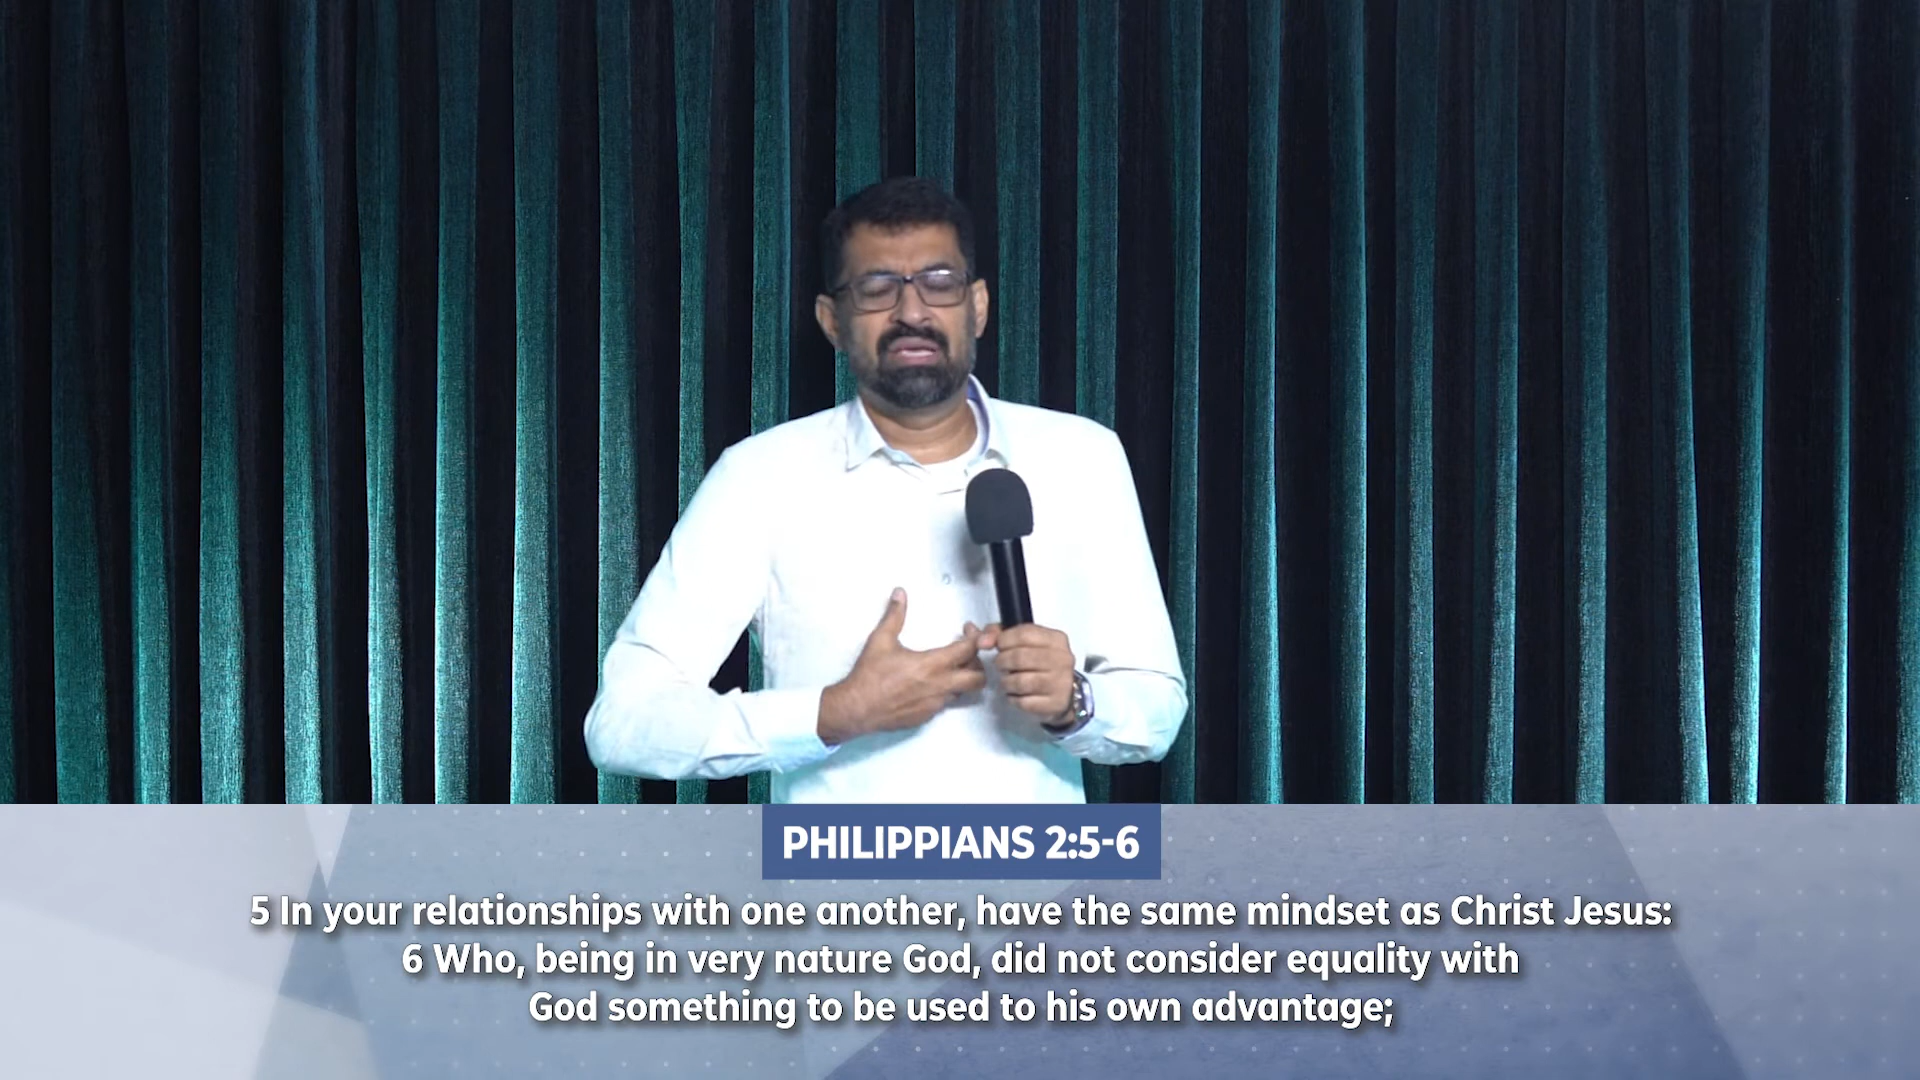 PHILIPPIANS 2:5-6
5 In your relationships with one another, have the same mindset as Christ Jesus:
6 Who, being in very nature God, did not consider equality with
God something to be used to his own advantage;